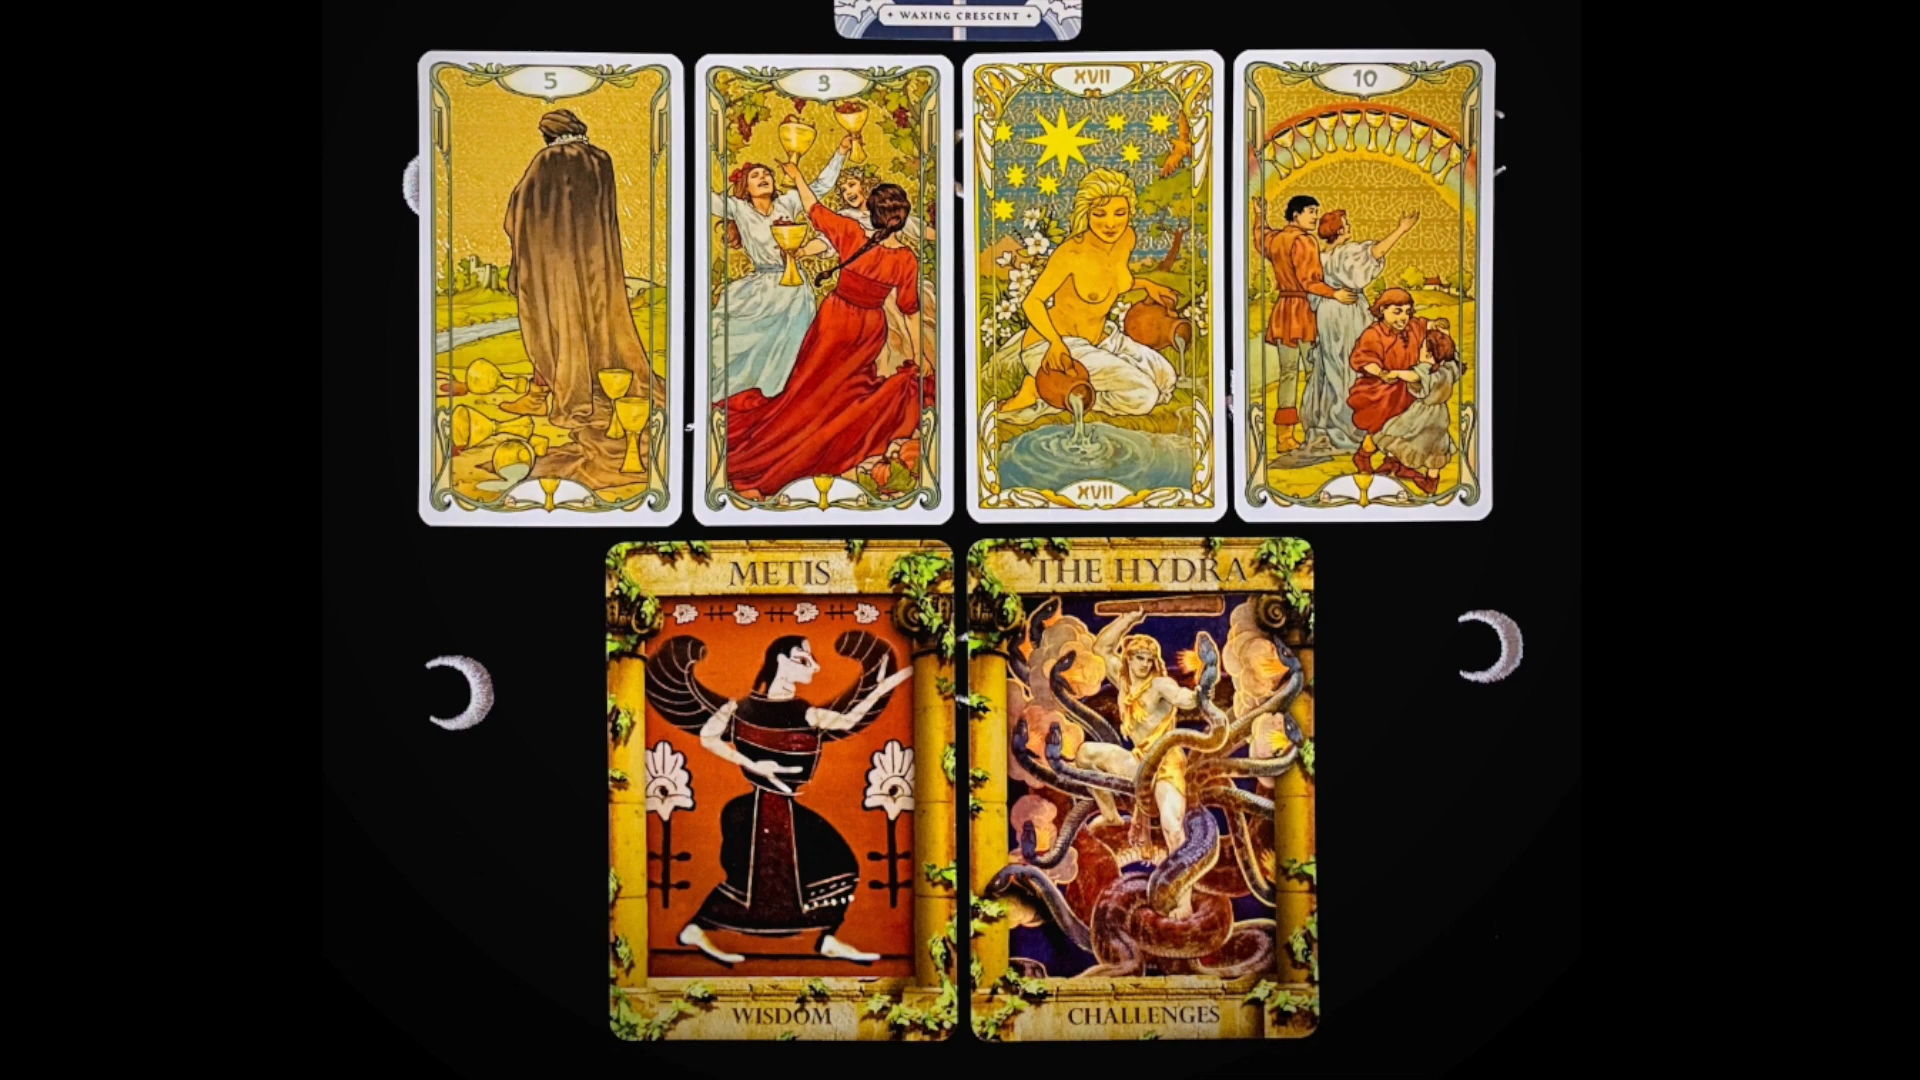 • WAXING CRESCENT •
5
3
XVII
10
XVII
METIS
THE HYDRA
WISDOM
CHALLENGES